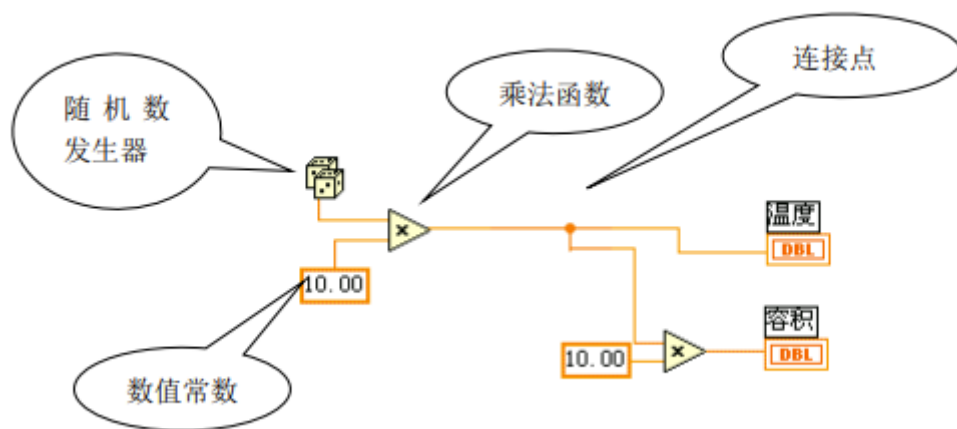 随机数
发生器
乘法函数
连接点
×
温度
DBL
10.00
容积
10.00
×
DBL
数值常数